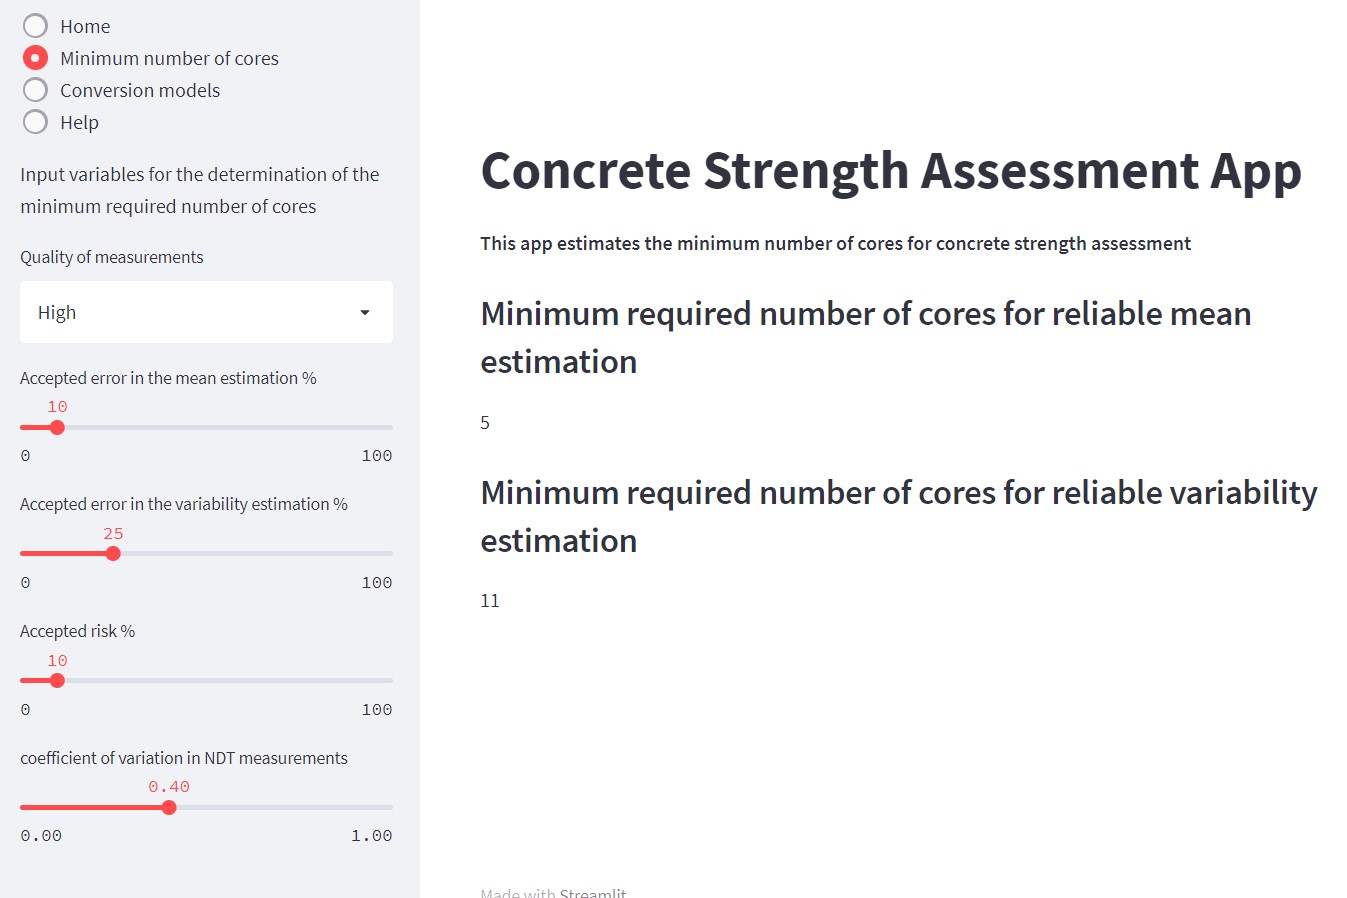 Home
Minimum number of cores
Conversion models
Help
Input variables for the determination of the
minimum required number of cores
Quality of measurements
High
Accepted error in the mean estimation %
10
0 100
Accepted error in the variability estimation %
25
0 100
Accepted risk %
10
0 100
coefficient of variation in NDT measurements
0.40
0.00 1.00
Concrete Strength Assessment App
This app estimates the minimum number of cores for concrete strength assessment
Minimum required number of cores for reliable mean
estimation
5
Minimum required number of cores for reliable variability
estimation
11
Made with Streamlit